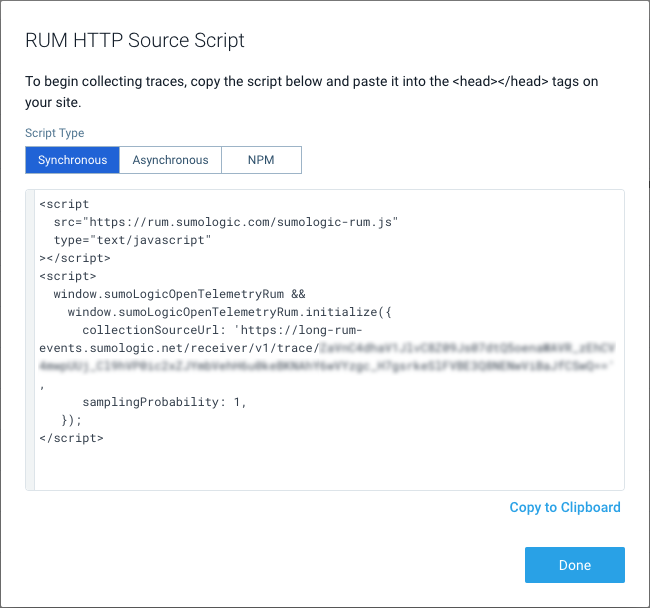 RUM HTTP Source Script
To begin collecting traces, copy the script below and paste it into the <head></head> tags on
your site.
Script Type
Synchronous
Asynchronous
NPM
<script
src="https://rum.sumologic.com/sumologic-rum.js"
type="text/javascript"
></script>
<script>
window.sumoLogicOpenTelemetryRum &&
window.sumoLogicOpenTelemetryRum.initialize({
collectionSourceUrl: 'https://long-rum-
events.sumologic.net/receiver/v1/trace/
,
samplingProbability: 1,
});
</script>
Copy to Clipboard
Done